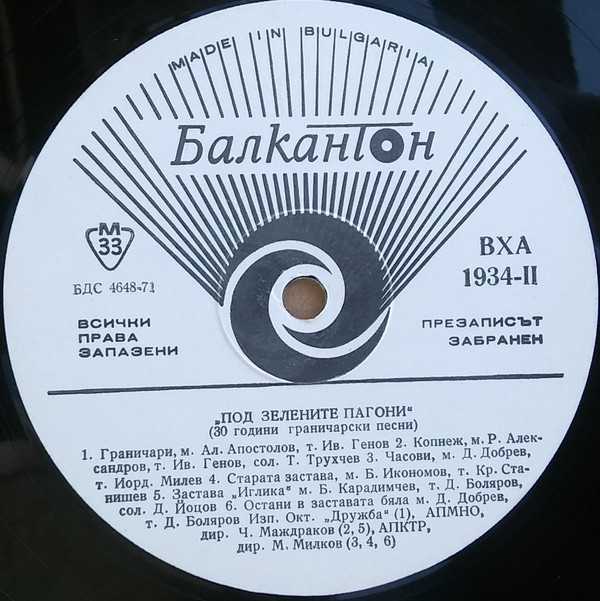 MADE IN BULGARIA
Балкантон
М
33
БДС 4648-71
ВСИЧКИ
ПРАВА
ЗАПАЗЕНИ
ВХА
1934-II
ПРЕЗАПИСЪТ
ЗАБРАНЕН
„ПОД ЗЕЛЕНИТЕ ПАГОНИ“
(30 години граничарски песни)
1. Граничари, м. Ал. Апостолов, т. Ив. Генов 2. Копнеж, м. Р. Алек-
сандров, т. Ив. Генов, сол. Т. Трухчев 3. Часови, м. Д. Добрев,
т. Йорд. Милев 4. Старата застава, м. Б. Икономов, т. Кр. Ста-
нишев 5. Застава „Иглика“ м. Б. Карадимчев, т. Д. Боляров,
сол. Д. Йоцов 6. Остани в заставата бяла м. Д. Добрев,
т. Д. Боляров Изп. Окт. „Дружба“ (1), АПМНО,
дир. Ч. Маждраков (2, 5), АПКТР,
дир. М. Милков (3, 4, 6)